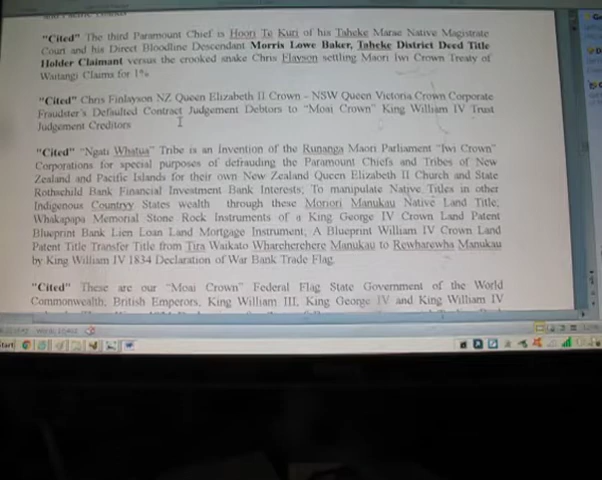 "Cited" The third Paramount Chief is Hoori Te Kuri of his Taheke Marae Native Magistrate
Court and his Direct Bloodline Descendant Morris Lowe Baker, Taheke District Deed Title
Holder Claimant versus the crooked snake Chris Flayson settling Maori Iwi Crown Treaty of
Waitangi Claims for 1%
"Cited" Chris Finlayson NZ Queen Elizabeth II Crown – NSW Queen Victoria Crown Corporate
Fraudster's Defaulted Contract Judgement Debtors to "Moai Crown" King William IV Trust
Judgement Creditors
"Cited" "Ngati Whatua" Tribe is an Invention of the Runanga Maori Parliament "Iwi Crown"
Corporations for special purposes of defrauding the Paramount Chiefs and Tribes of New
Zealand and Pacific Islands for their own New Zealand Queen Elizabeth II Church and State
Rothschild Bank Financial Investment Bank Interests; To manipulate Native Titles in other
Indigenous Countryy States wealth through these Moriori Manukau Native Land Title;
Whakapapa Memorial Stone Rock Instruments of a King George IV Crown Land Patent
Blueprint Bank Lien Loan Land Mortgage Instrument; A Blueprint William IV Crown Land
Patent Title Transfer Title from Tira Waikato Wharcherehere Manukau to Rewharewha Manukau
by King William IV 1834 Declaration of War Bank Trade Flag.
"Cited" These are our "Moai Crown" Federal Flag State Government of the World
Commonwealth, British Emperors, King William III, King George IV and King William IV